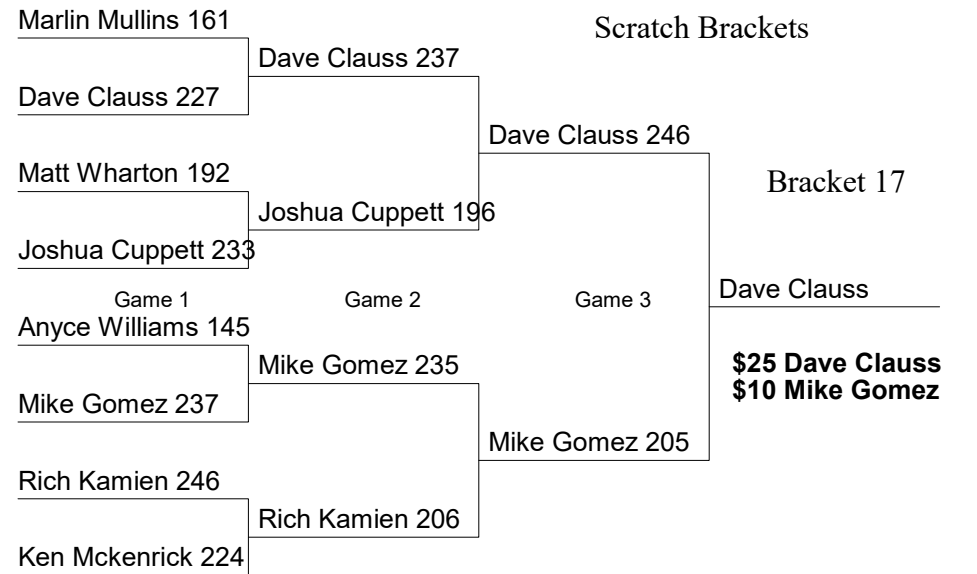 Marlin Mullins 161
Scratch Brackets
Dave Clauss 237
Dave Clauss 227
Dave Clauss 246
Matt Wharton 192
Bracket 17
Joshua Cuppett 196
Joshua Cuppett 233
Game 1
Game 2
Game 3
Dave Clauss
Anyce Williams 145
Mike Gomez 235
$25 Dave Clauss
$10 Mike Gomez
Mike Gomez 237
Mike Gomez 205
Rich Kamien 246
Rich Kamien 206
Ken Mckenrick 224